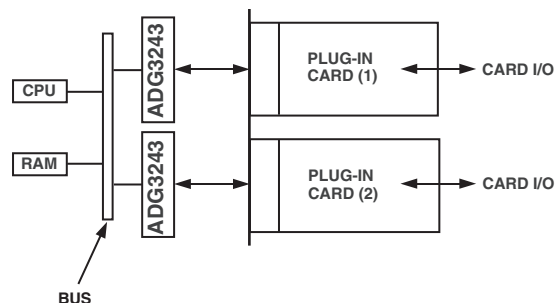 ADG3243
PLUG-IN
CARD (1)
CARD I/O
CPU
RAM
ADG3243
PLUG-IN
CARD (2)
CARD I/O
BUS